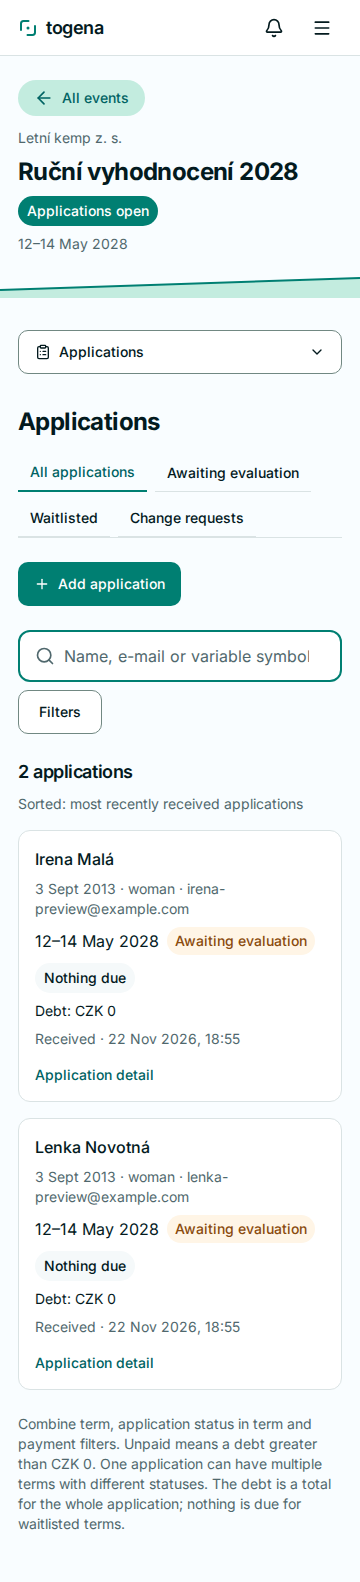 togena
All events
Letní kemp z. s.
Ruční vyhodnocení 2028
Applications open
12–14 May 2028
Applications
Applications
All applications
Awaiting evaluation
Waitlisted
Change requests
Add application
Name, e-mail or variable symbol
Filters
2 applications
Sorted: most recently received applications
Irena Malá
3 Sept 2013 · woman · irena-
preview@example.com
12–14 May 2028 Awaiting evaluation
Nothing due
Debt: CZK 0
Received · 22 Nov 2026, 18:55
Application detail
Lenka Novotná
3 Sept 2013 · woman · lenka-
preview@example.com
12–14 May 2028 Awaiting evaluation
Nothing due
Debt: CZK 0
Received · 22 Nov 2026, 18:55
Application detail
Combine term, application status in term and
payment filters. Unpaid means a debt greater
than CZK 0. One application can have multiple
terms with different statuses. The debt is a total
for the whole application; nothing is due for
waitlisted terms.